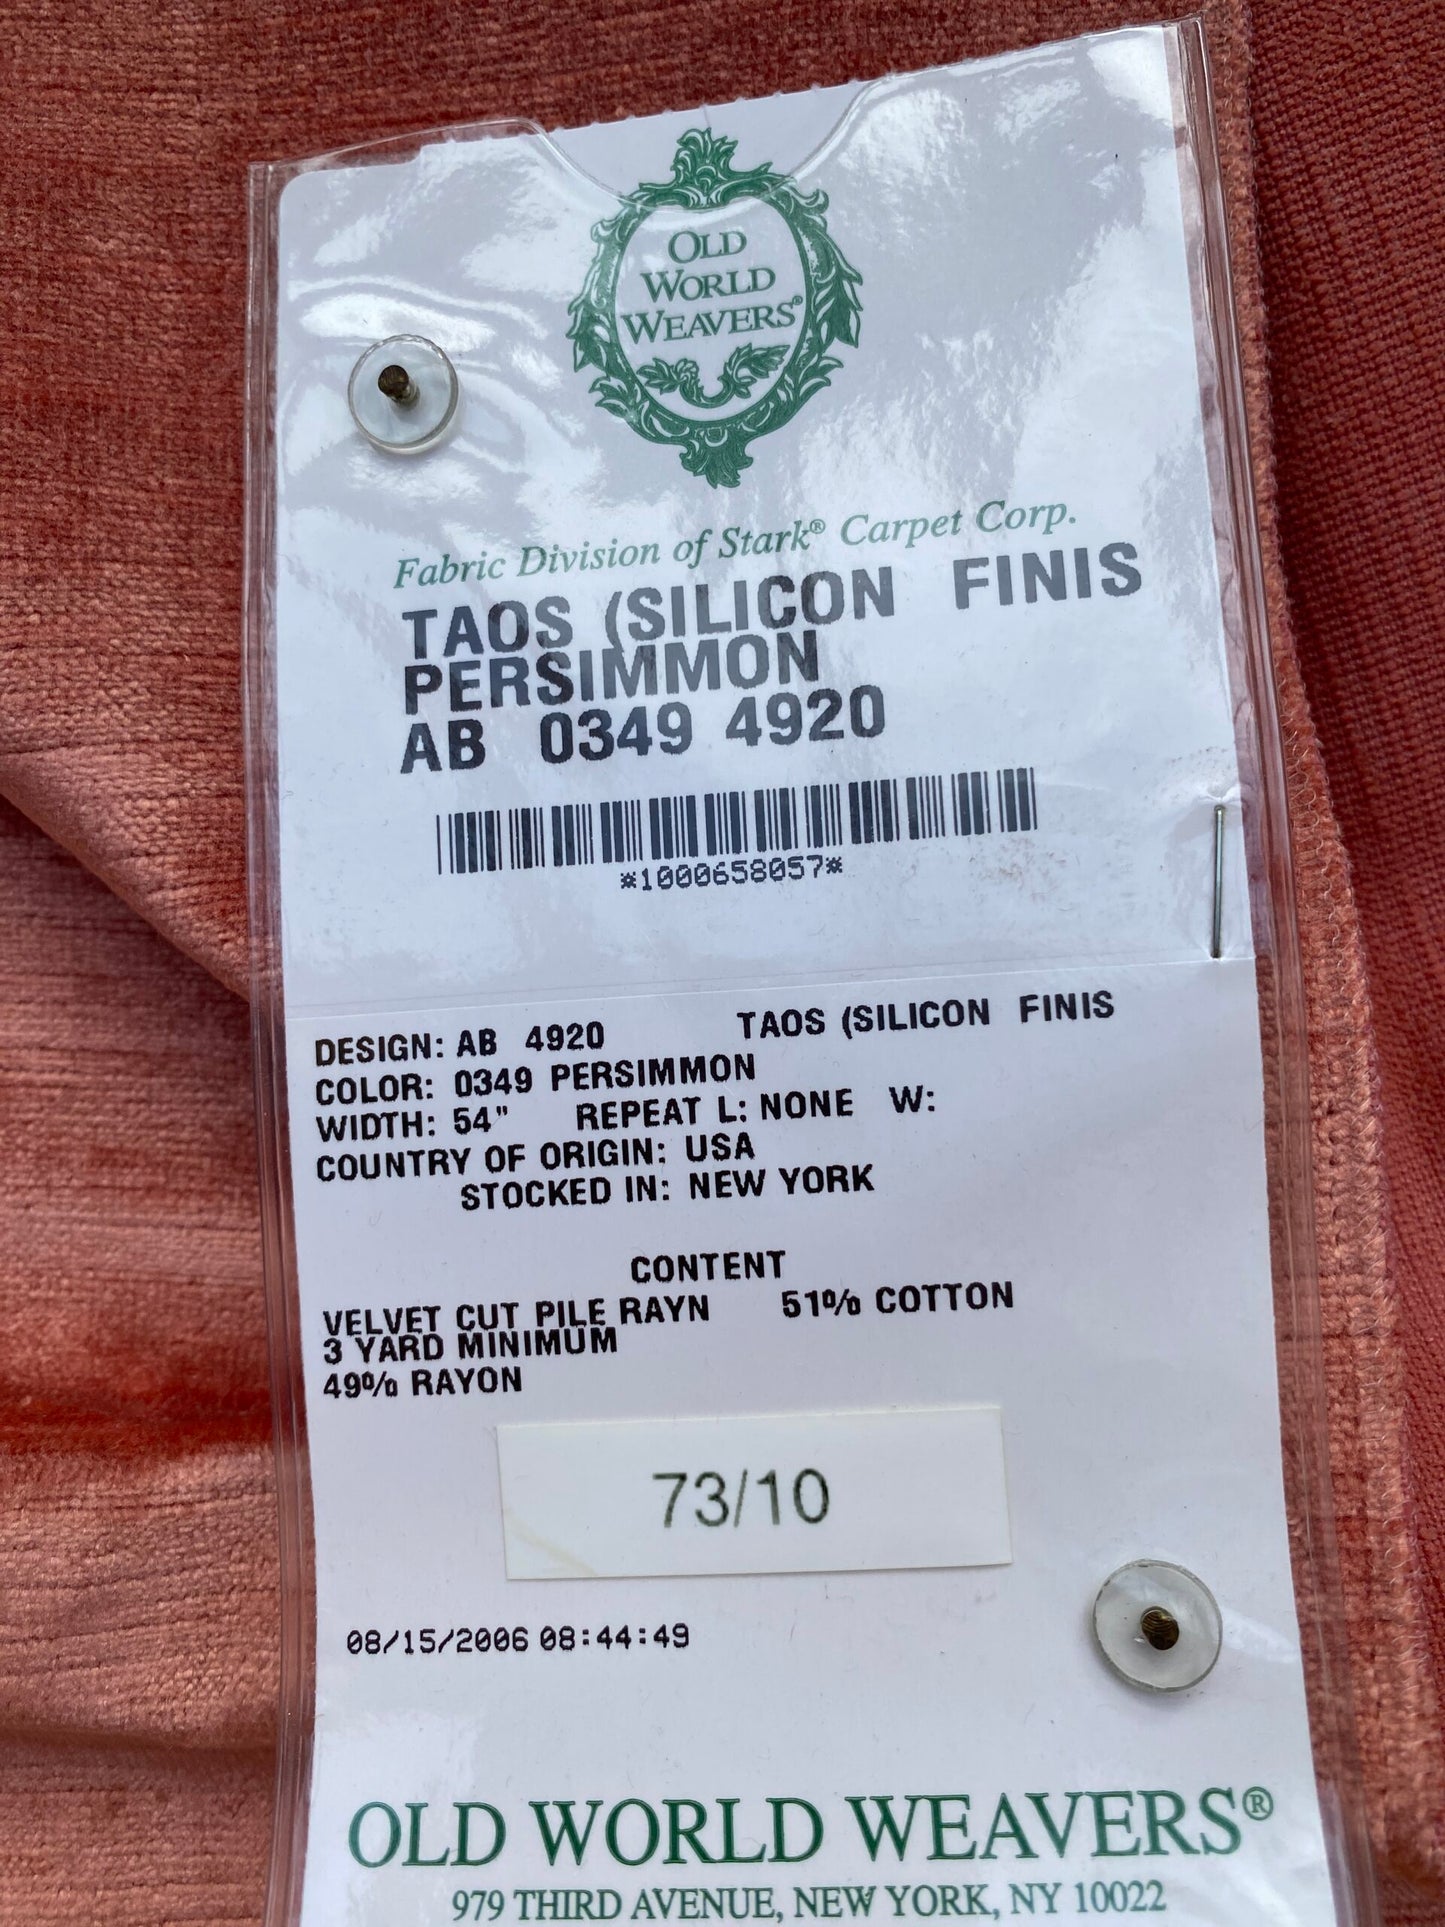 OLD
WORLD
WEAVERS®
Fabric Division of Stark® Carpet Corp.
TAOS (SILICON FINIS
PERSIMMON
AB 0349 4920
*1000658057*
DESIGN: AB 4920 TAOS (SILICON FINIS
COLOR: 0349 PERSIMMON
WIDTH: 54" REPEAT L: NONE W:
COUNTRY OF ORIGIN: USA
STOCKED IN: NEW YORK
CONTENT
VELVET CUT PILE RAYN 51% COTTON
3 YARD MINIMUM
49% RAYON
73/10
08/15/2006 08:44:49
OLD WORLD WEAVERS®
979 THIRD AVENUE, NEW YORK, NY 10022